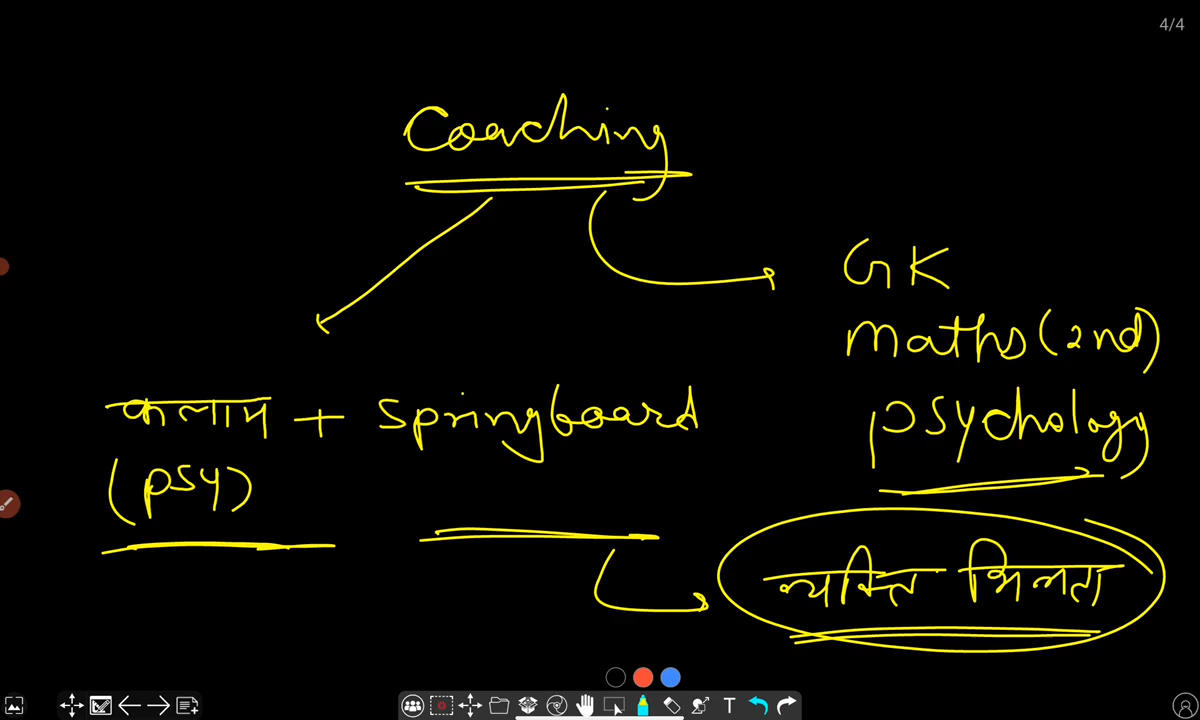 4/4
Coaching
GK
Maths (2nd)
psychology
कलाम + springboard
(psy)
व्यक्ति भिन्नता
T